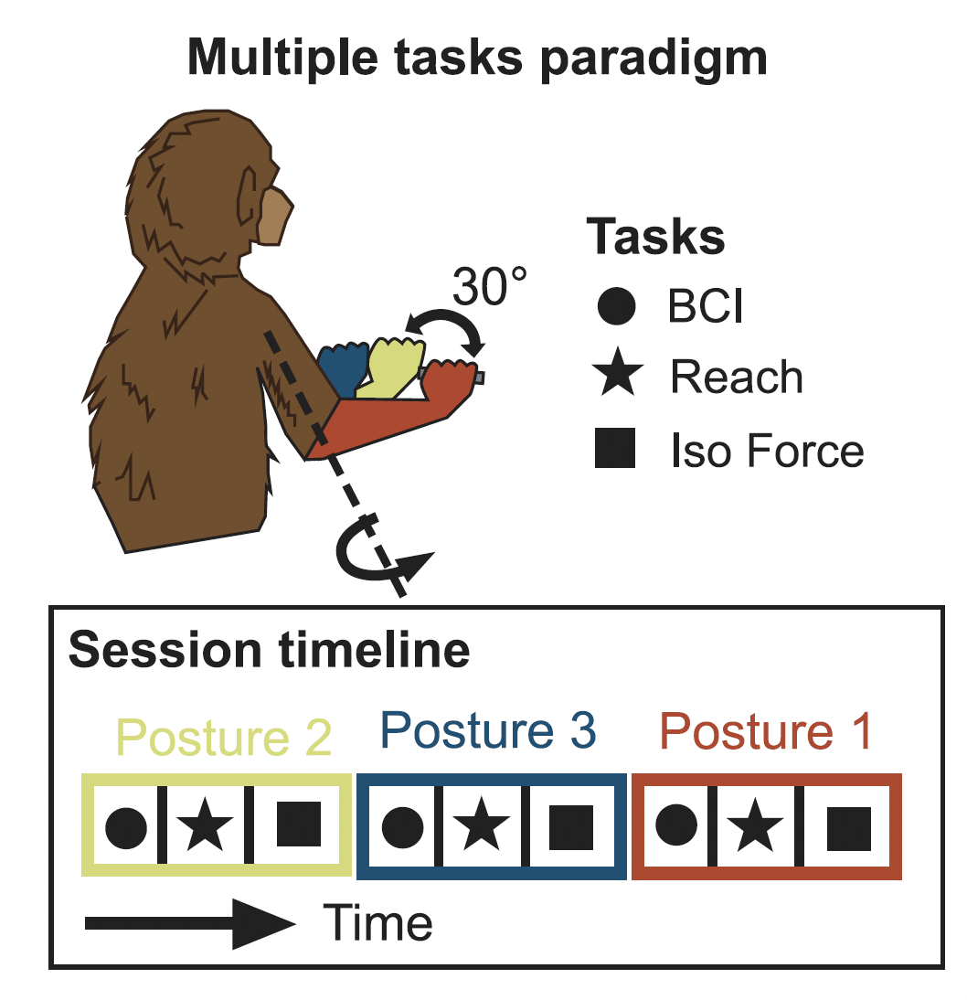 Multiple tasks paradigm
30°
Tasks
BCI
Reach
Iso Force
Session timeline
Posture 2 Posture 3 Posture 1
Time